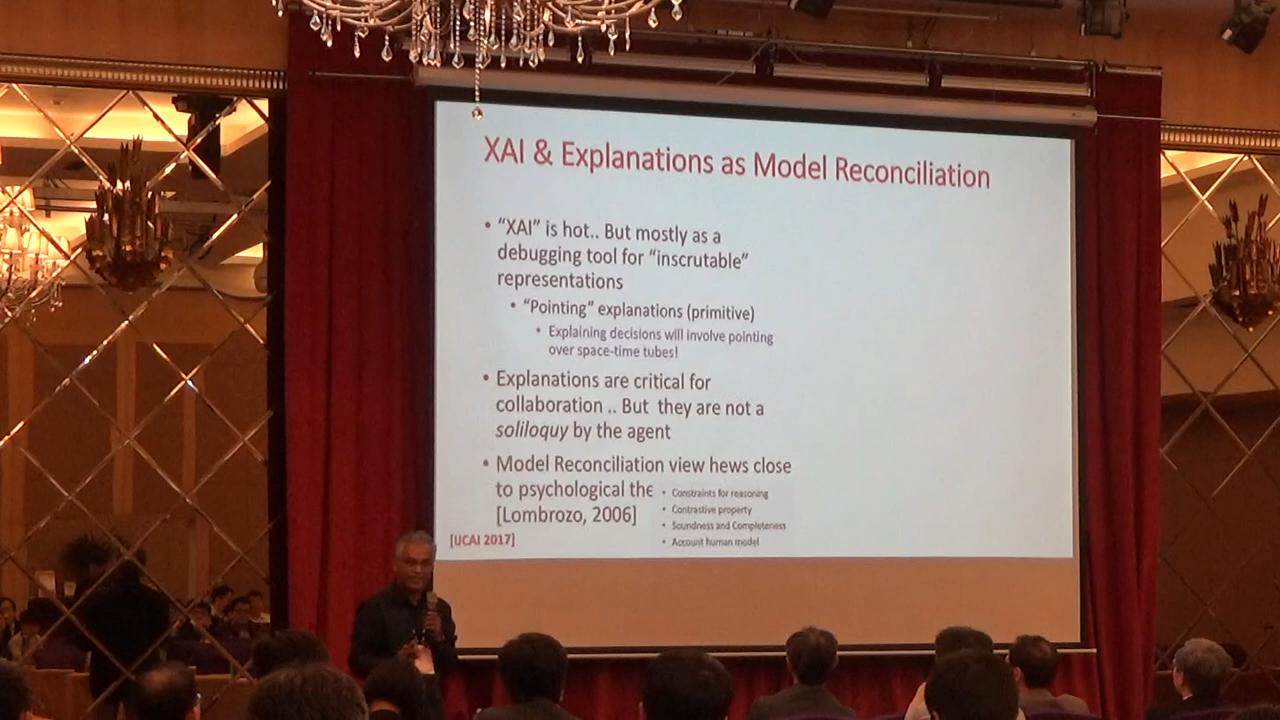 XAI & Explanations as Model Reconciliation
• "XAI" is hot.. But mostly as a
debugging tool for "inscrutable"
representations
• "Pointing" explanations (primitive)
• Explaining decisions will involve pointing
over space-time tubes!
• Explanations are critical for
collaboration .. But they are not a
soliloquy by the agent
• Model Reconciliation view hews close
to psychological the
[Lombrozo, 2006]
• Constraints for reasoning
• Contrastive property
• Soundness and Completeness
• Account human model
[IJCAI 2017]